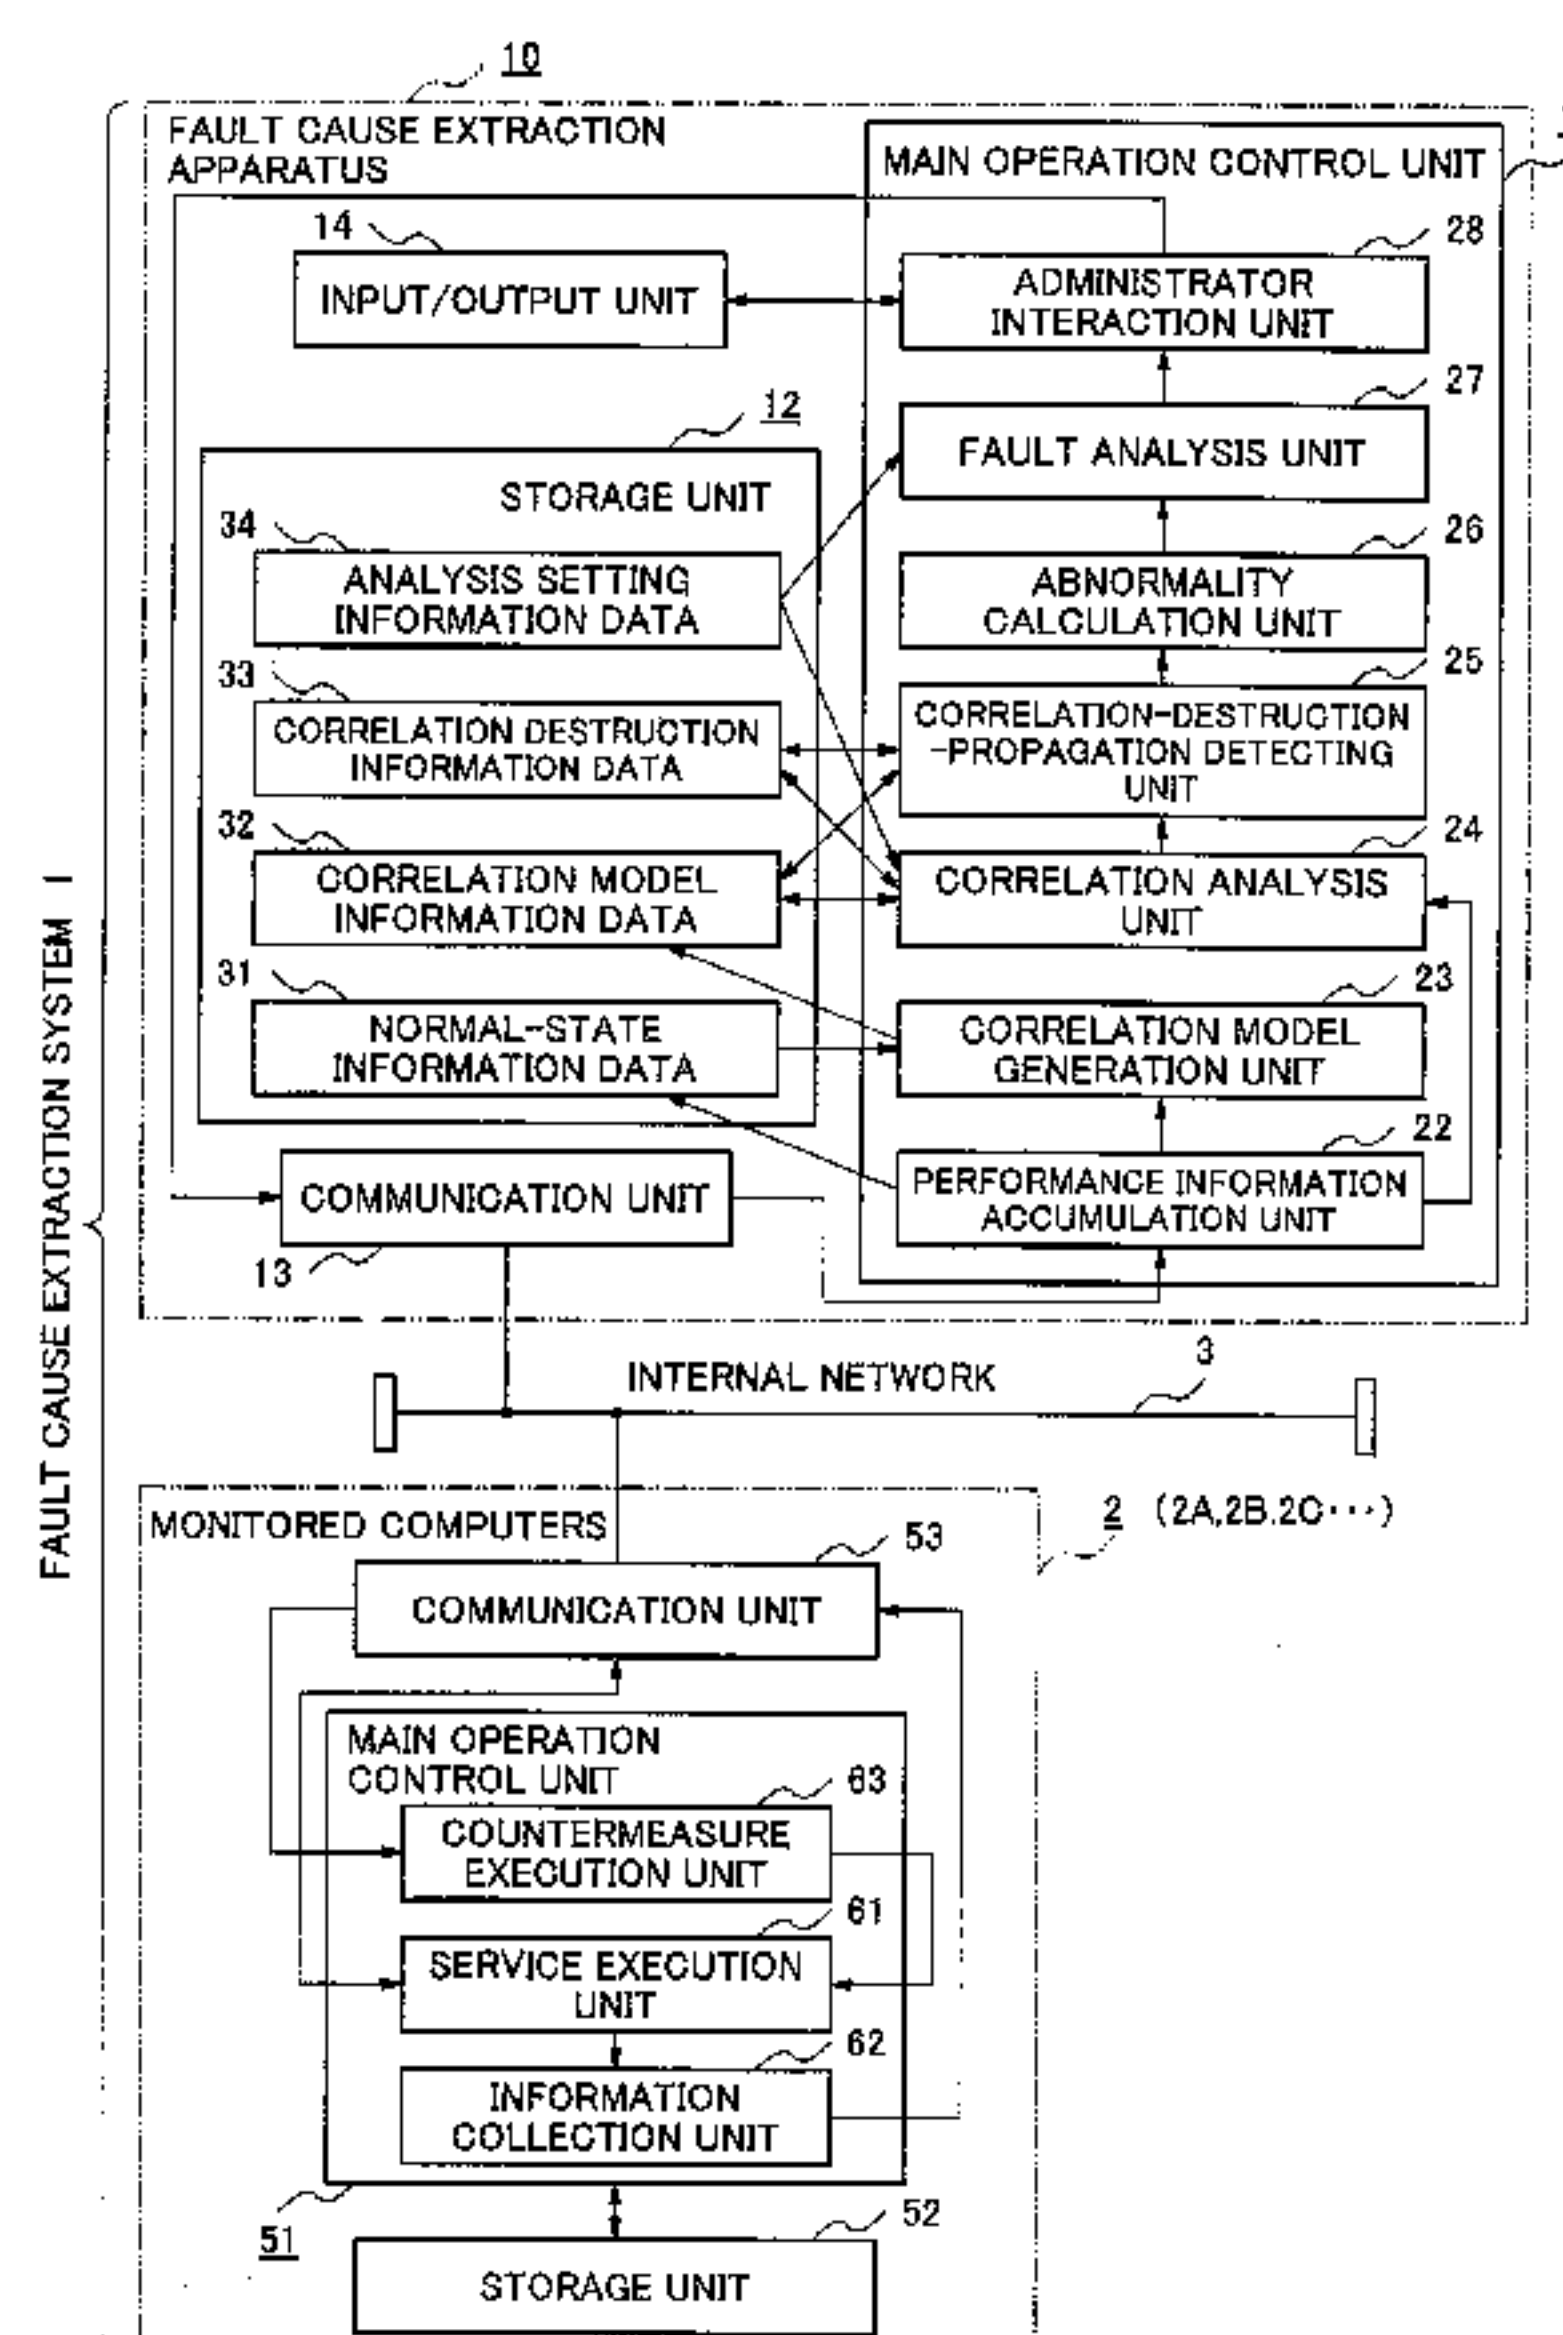 10
FAULT CAUSE EXTRACTION
APPARATUS
MAIN OPERATION CONTROL UNIT
14
INPUT/OUTPUT UNIT
28
ADMINISTRATOR
INTERACTION UNIT
27
FAULT ANALYSIS UNIT
12
STORAGE UNIT
34
ANALYSIS SETTING
INFORMATION DATA
26
ABNORMALITY
CALCULATION UNIT
33
CORRELATION DESTRUCTION
INFORMATION DATA
25
CORRELATION-DESTRUCTION
-PROPAGATION DETECTING
UNIT
32
CORRELATION MODEL
INFORMATION DATA
24
CORRELATION ANALYSIS
UNIT
31
NORMAL-STATE
INFORMATION DATA
23
CORRELATION MODEL
GENERATION UNIT
22
PERFORMANCE INFORMATION
ACCUMULATION UNIT
COMMUNICATION UNIT
13
FAULT CAUSE EXTRACTION SYSTEM 1
INTERNAL NETWORK
3
MONITORED COMPUTERS
2 (2A,2B,2C···)
53
COMMUNICATION UNIT
MAIN OPERATION
CONTROL UNIT
63
COUNTERMEASURE
EXECUTION UNIT
61
SERVICE EXECUTION
UNIT
62
INFORMATION
COLLECTION UNIT
51
52
STORAGE UNIT